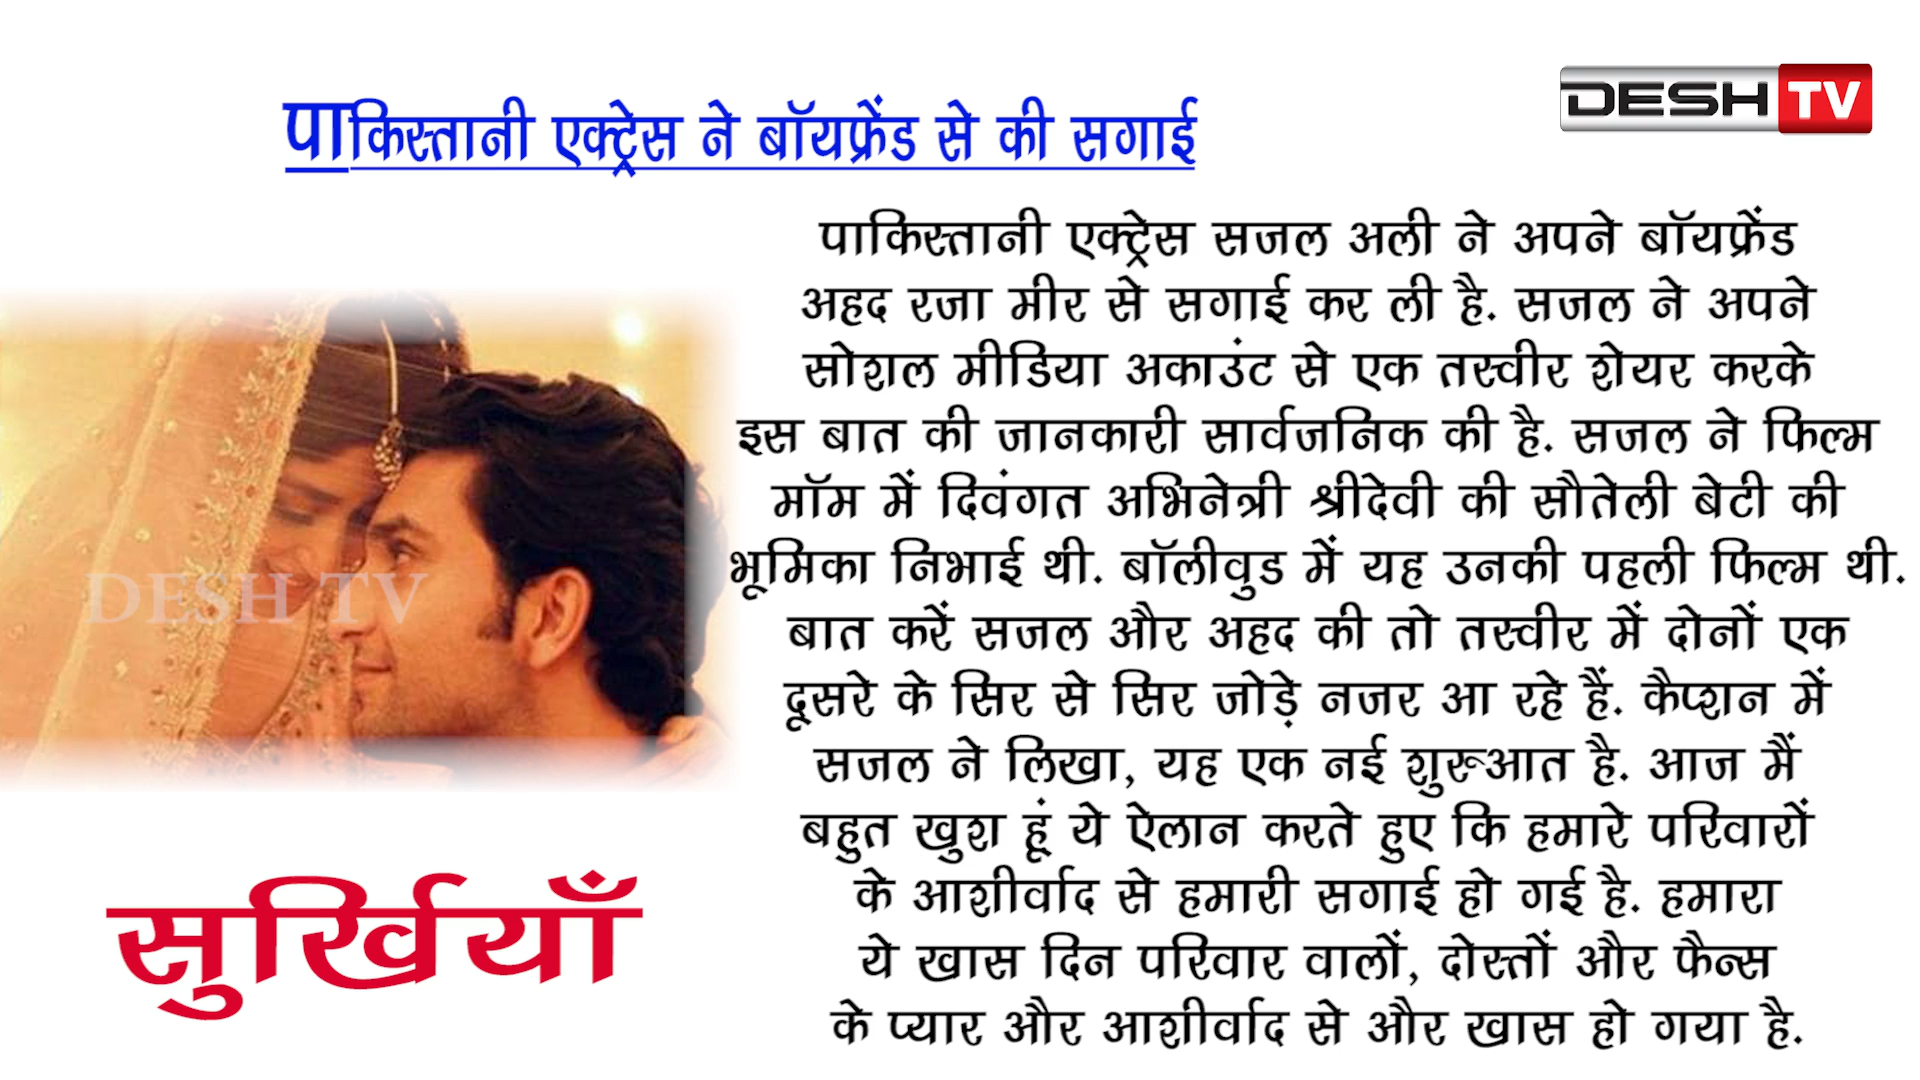 DESH TV
पाकिस्तानी एक्ट्रेस ने बॉयफ्रेंड से की सगाई
पाकिस्तानी एक्ट्रेस सजल अली ने अपने बॉयफ्रेंड
अहद रजा मीर से सगाई कर ली है. सजल ने अपने
सोशल मीडिया अकाउंट से एक तस्वीर शेयर करके
इस बात की जानकारी सार्वजनिक की है. सजल ने फिल्म
मॉम में दिवंगत अभिनेत्री श्रीदेवी की सौतेली बेटी की
भूमिका निभाई थी. बॉलीवुड में यह उनकी पहली फिल्म थी.
बात करें सजल और अहद की तो तस्वीर में दोनों एक
दूसरे के सिर से सिर जोड़े नजर आ रहे हैं. कैप्शन में
सजल ने लिखा, यह एक नई शुरूआत है. आज मैं
बहुत खुश हूं ये ऐलान करते हुए कि हमारे परिवारों
के आशीर्वाद से हमारी सगाई हो गई है. हमारा
ये खास दिन परिवार वालों, दोस्तों और फैन्स
के प्यार और आशीर्वाद से और खास हो गया है.
DESH TV
सुर्खियाँ